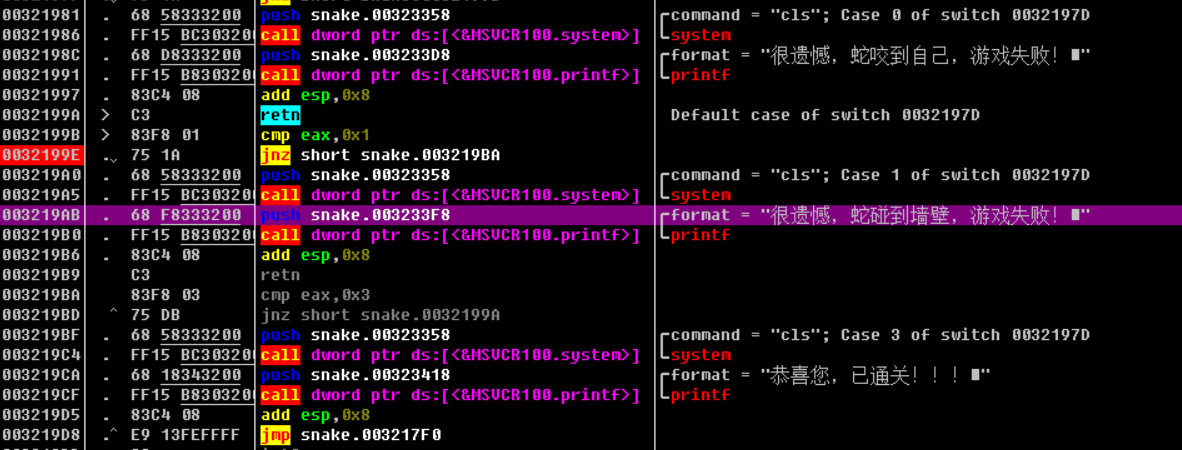 00321981 . 68 58333200 push snake.00323358 command = "cls"; Case 0 of switch 0032197D
00321986 . FF15 BC303200 call dword ptr ds:[<&MSVCR100.system>] system
0032198C . 68 D8333200 push snake.003233D8 format = "很遗憾，蛇咬到自己，游戏失败！■"
00321991 . FF15 B8303200 call dword ptr ds:[<&MSVCR100.printf>] printf
00321997 . 83C4 08 add esp,0x8
0032199A > C3 retn Default case of switch 0032197D
0032199B > 83F8 01 cmp eax,0x1
0032199E .ˬ 75 1A jnz short snake.003219BA
003219A0 . 68 58333200 push snake.00323358 command = "cls"; Case 1 of switch 0032197D
003219A5 . FF15 BC303200 call dword ptr ds:[<&MSVCR100.system>] system
003219AB . 68 F8333200 push snake.003233F8 format = "很遗憾，蛇碰到墙壁，游戏失败！■"
003219B0 . FF15 B8303200 call dword ptr ds:[<&MSVCR100.printf>] printf
003219B6 . 83C4 08 add esp,0x8
003219B9 C3 retn
003219BA 83F8 03 cmp eax,0x3
003219BD ^ 75 DB jnz short snake.0032199A
003219BF . 68 58333200 push snake.00323358 command = "cls"; Case 3 of switch 0032197D
003219C4 . FF15 BC303200 call dword ptr ds:[<&MSVCR100.system>] system
003219CA . 68 18343200 push snake.00323418 format = "恭喜您，已通关！！！■"
003219CF . FF15 B8303200 call dword ptr ds:[<&MSVCR100.printf>] printf
003219D5 . 83C4 08 add esp,0x8
003219D8 .^ E9 13FEFFFF jmp snake.003217F0